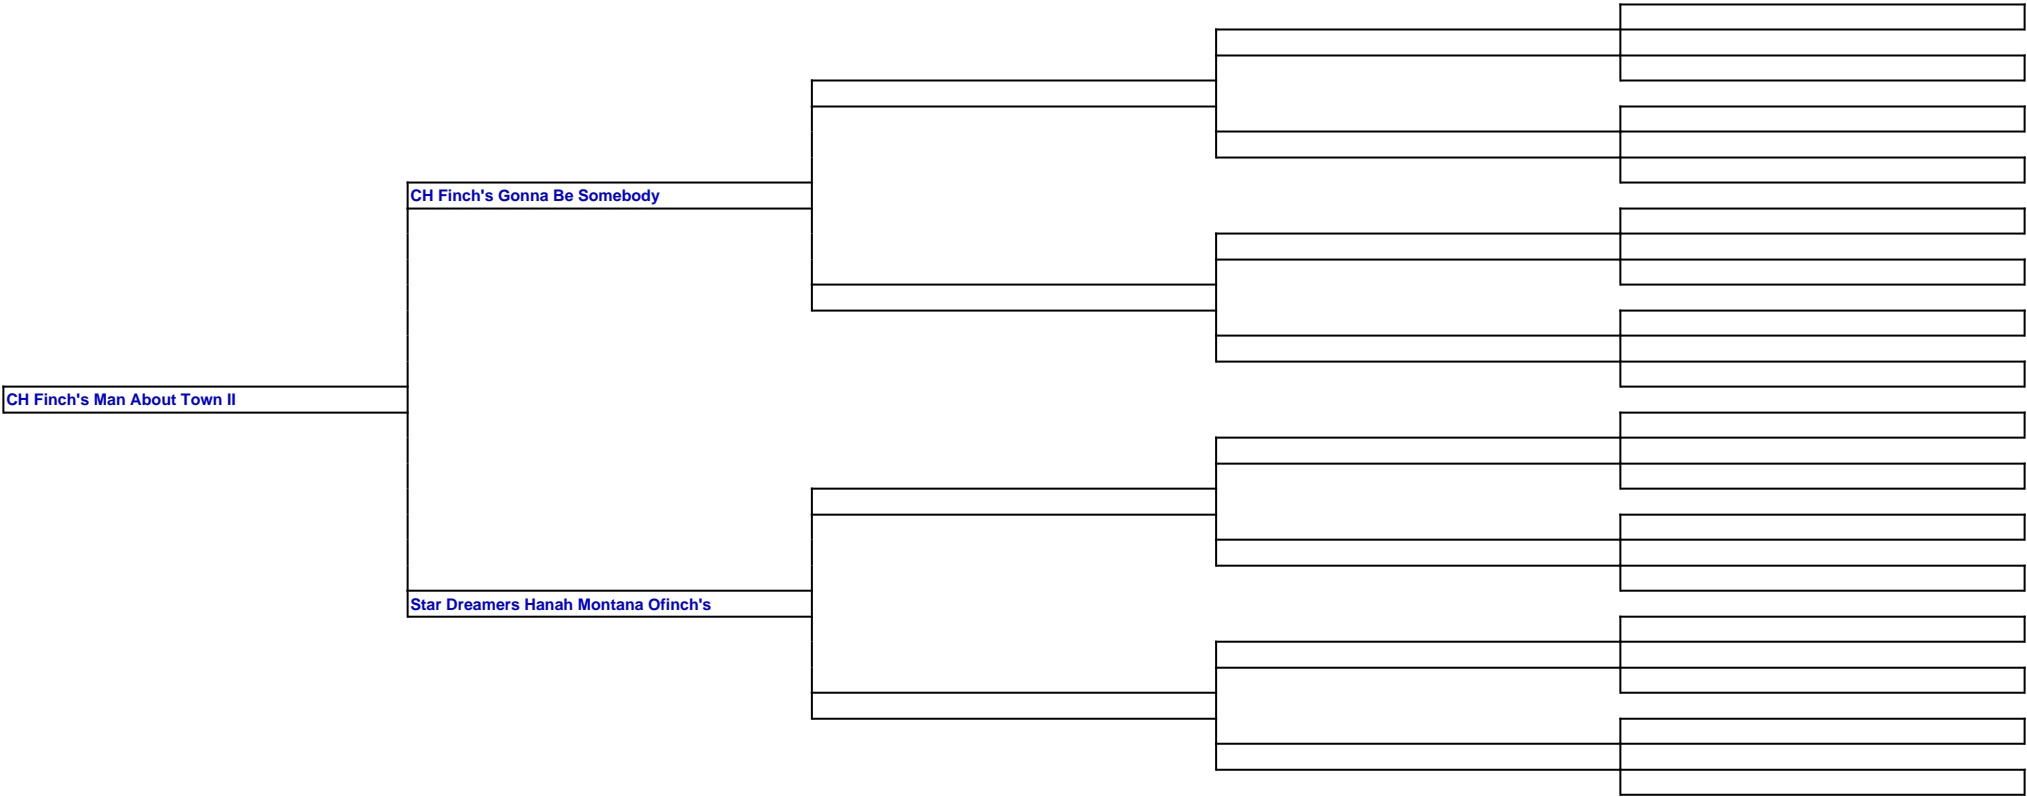 CH Finch's Gonna Be Somebody
CH Finch's Man About Town II
Star Dreamers Hanah Montana Ofinch's